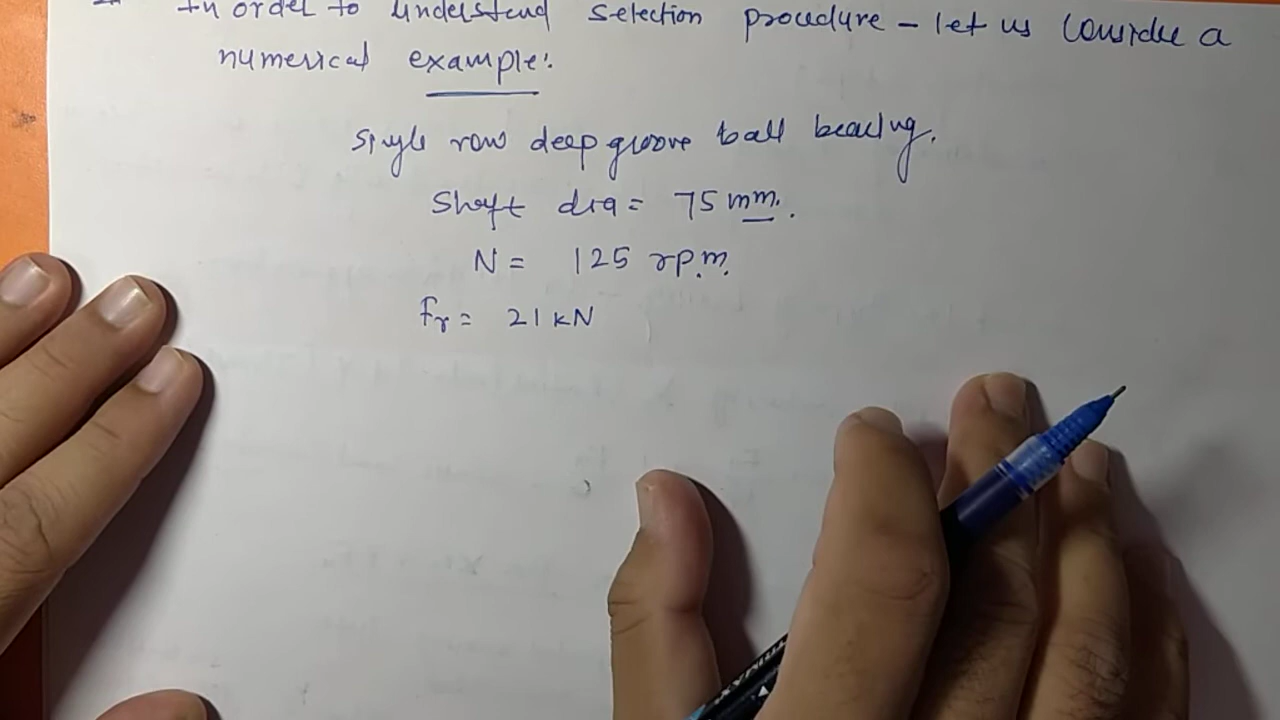 In order to understand selection procedure - let us consider a
numerical example:
Single row deep groove ball bearing.
Shaft dia = 75 mm.
N = 125 r.p.m.
Fr = 21 kN